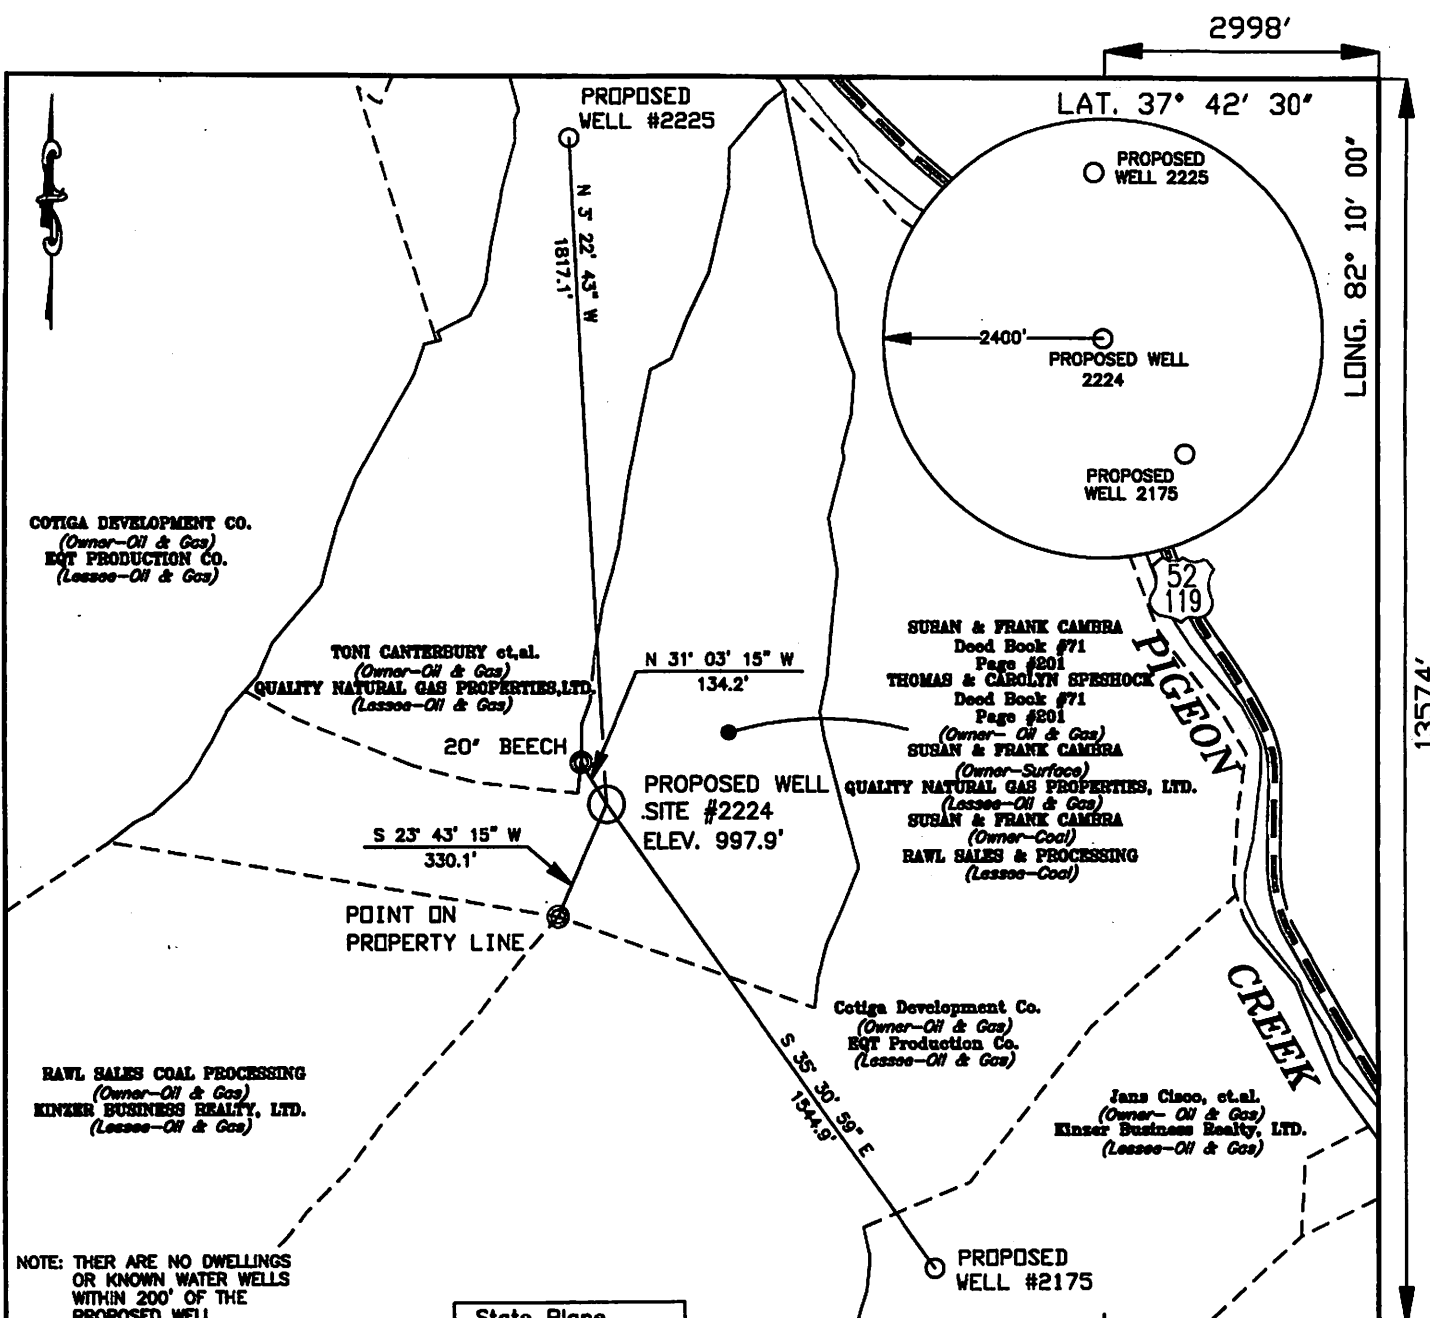 2998'
LAT. 37° 42' 30"
LONG. 82° 10' 00"
13574'
PROPOSED
WELL #2225
N 3° 22' 43" W
1817.1'
PROPOSED
WELL 2225
2400'
PROPOSED WELL
2224
PROPOSED
WELL 2175
52
119
COTIGA DEVELOPMENT CO.
(Owner-Oil & Gas)
EQT PRODUCTION CO.
(Lessee-Oil & Gas)
TONI CANTERBURY et,al.
(Owner-Oil & Gas)
QUALITY NATURAL GAS PROPERTIES,LTD.
(Lessee-Oil & Gas)
N 31° 03' 15" W
134.2'
20" BEECH
PROPOSED WELL
SITE #2224
ELEV. 997.9'
SUSAN & FRANK CAMBRA
Deed Book #71
Page #201
THOMAS & CAROLYN SPESHOCK
Deed Book #71
Page #201
(Owner- Oil & Gas)
SUSAN & FRANK CAMBRA
(Owner-Surface)
QUALITY NATURAL GAS PROPERTIES, LTD.
(Lessee-Oil & Gas)
SUSAN & FRANK CAMBRA
(Owner-Coal)
RAWL SALES & PROCESSING
(Lessee-Coal)
PIGEON
CREEK
S 23° 43' 15" W
330.1'
POINT ON
PROPERTY LINE
Cotiga Development Co.
(Owner-Oil & Gas)
EQT Production Co.
(Lessee-Oil & Gas)
S 35° 30' 59" E
1544.9'
RAWL SALES COAL PROCESSING
(Owner-Oil & Gas)
KINZER BUSINESS REALTY, LTD.
(Lessee-Oil & Gas)
Jans Cisco, et.al.
(Owner- Oil & Gas)
Kinzer Business Realty, LTD.
(Lessee-Oil & Gas)
PROPOSED
WELL #2175
NOTE: THER ARE NO DWELLINGS
OR KNOWN WATER WELLS
WITHIN 200' OF THE
PROPOSED WELL
State Plane